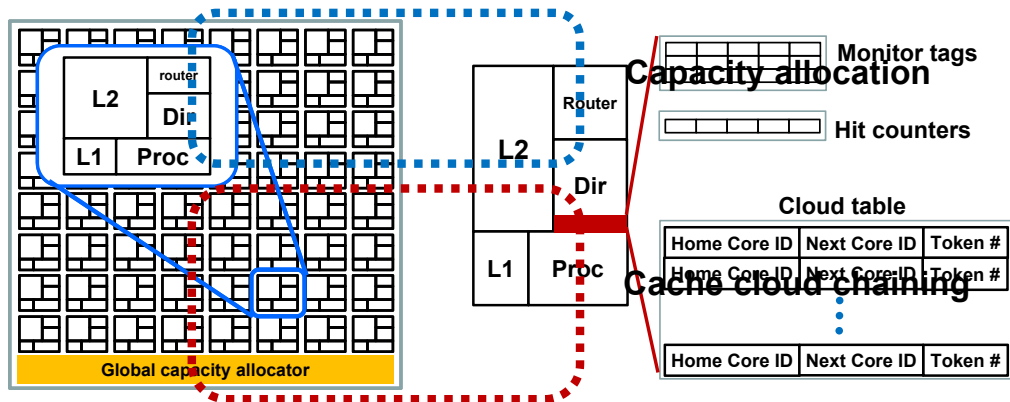 router
L2
Dir
L1
Proc
Global capacity allocator
Router
L2
Dir
L1
Proc
Monitor tags
Capacity allocation
Hit counters
Cloud table
Home Core ID Next Core ID Token #
Home Core ID Next Core ID Token #
Cache cloud chaining
Home Core ID Next Core ID Token #